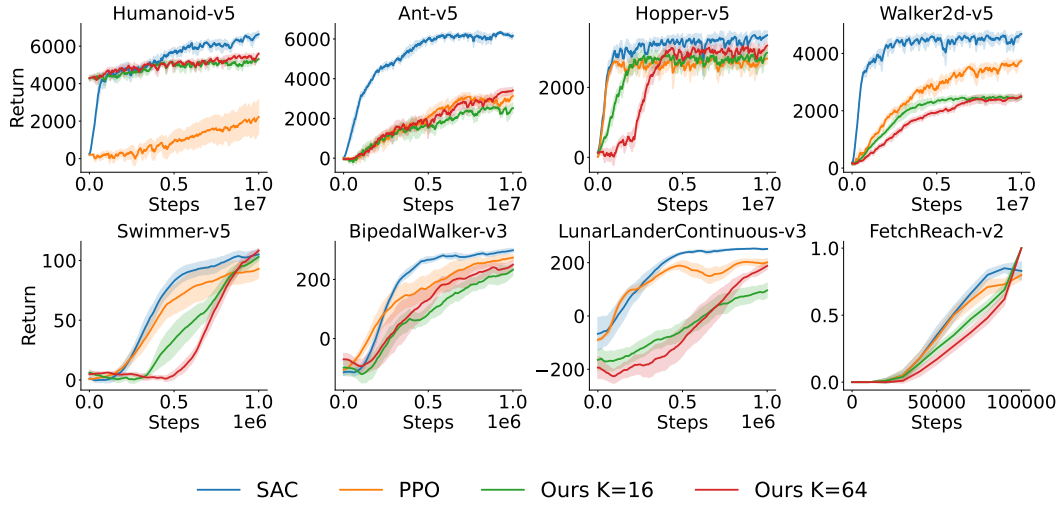 Humanoid-v5
Return
6000
4000
2000
0
0.0 0.5 1.0
Steps 1e7
Ant-v5
6000
4000
2000
0
0.0 0.5 1.0
Steps 1e7
Hopper-v5
2000
0
0.0 0.5 1.0
Steps 1e7
Walker2d-v5
4000
2000
0
0.0 0.5 1.0
Steps 1e7
Swimmer-v5
Return
100
50
0
0.0 0.5 1.0
Steps 1e6
BipedalWalker-v3
200
0
0.0 0.5 1.0
Steps 1e6
LunarLanderContinuous-v3
200
0
−200
0.0 0.5 1.0
Steps 1e6
FetchReach-v2
1.0
0.5
0.0
0 50000 100000
Steps
SAC PPO Ours K=16 Ours K=64